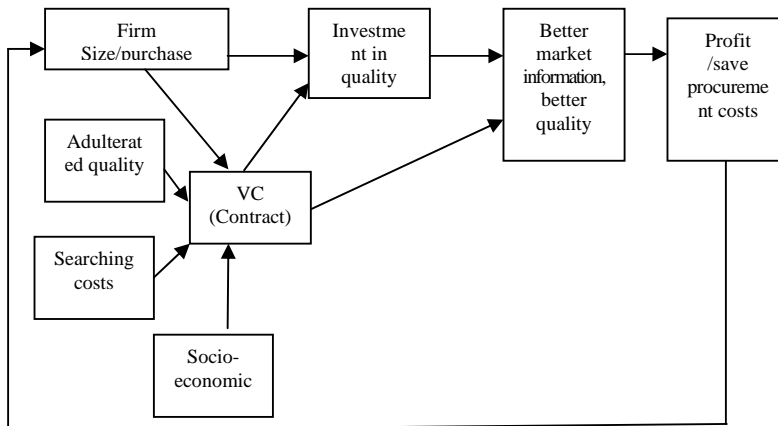 Firm
Size/purchase
Investme
nt in
quality
Better
market
information,
better
quality
Profit
/save
procureme
nt costs
Adulterat
ed quality
VC
(Contract)
Searching
costs
Socio-
economic